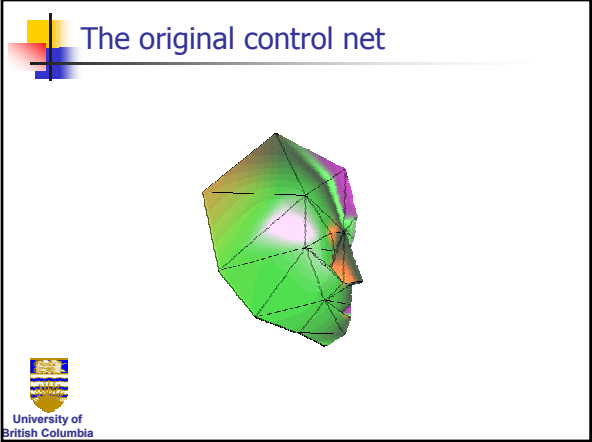 The original control net
University of
British Columbia